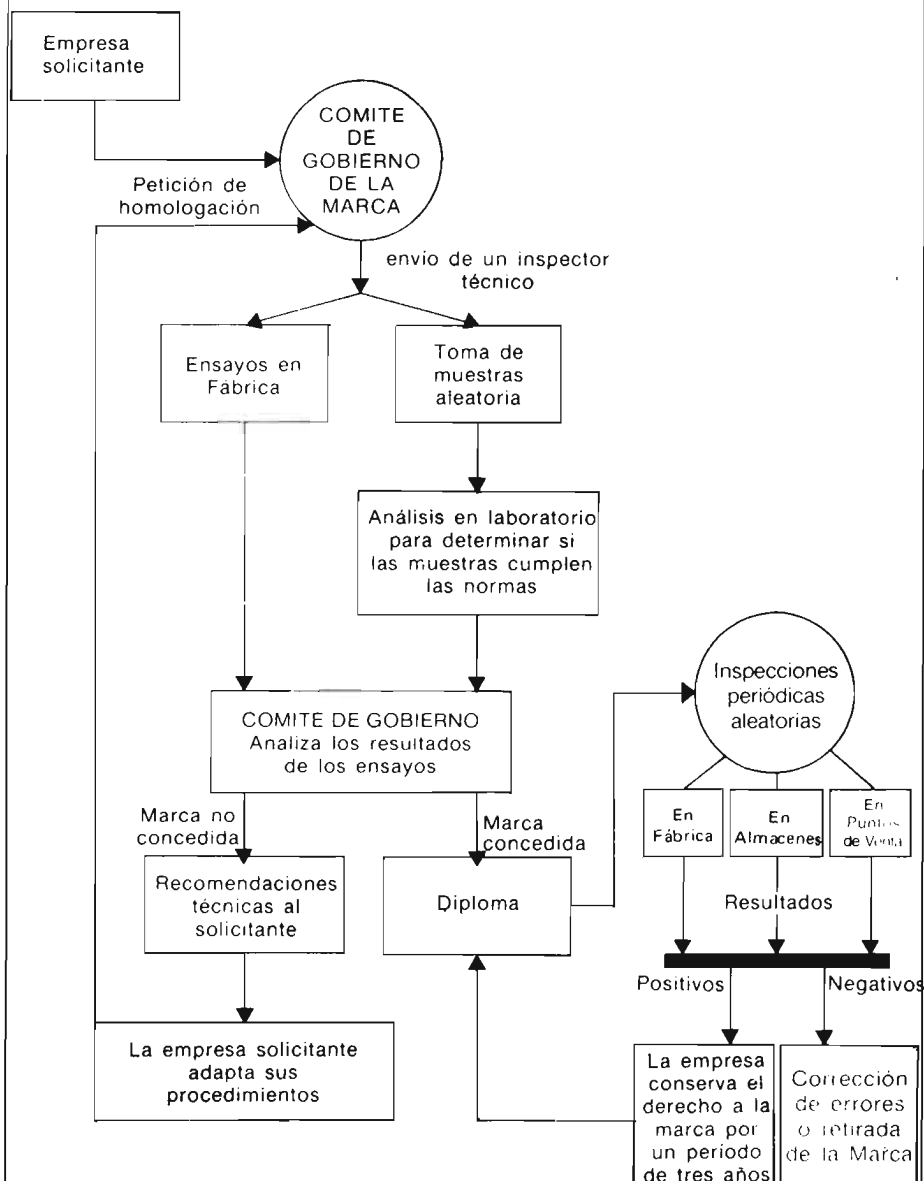 Empresa
solicitante
COMITE
DE
GOBIERNO
DE LA
MARCA
Petición de
homologación
envío de un inspector
técnico
Ensayos en
Fábrica
Toma de
muestras
aleatoria
Análisis en laboratorio
para determinar si
las muestras cumplen
las normas
COMITE DE GOBIERNO
Analiza los resultados
de los ensayos
Marca no
concedida
Marca
concedida
Recomendaciones
técnicas al
solicitante
Diploma
La empresa solicitante
adapta sus
procedimientos
Inspecciones
periódicas
aleatorias
En
Fábrica
En
Almacenes
En
Puntos
de Venta
Resultados
Positivos
Negativos
La empresa
conserva el
derecho a la
marca por
un período
de tres años
Corrección
de errores
o retirada
de la Marca